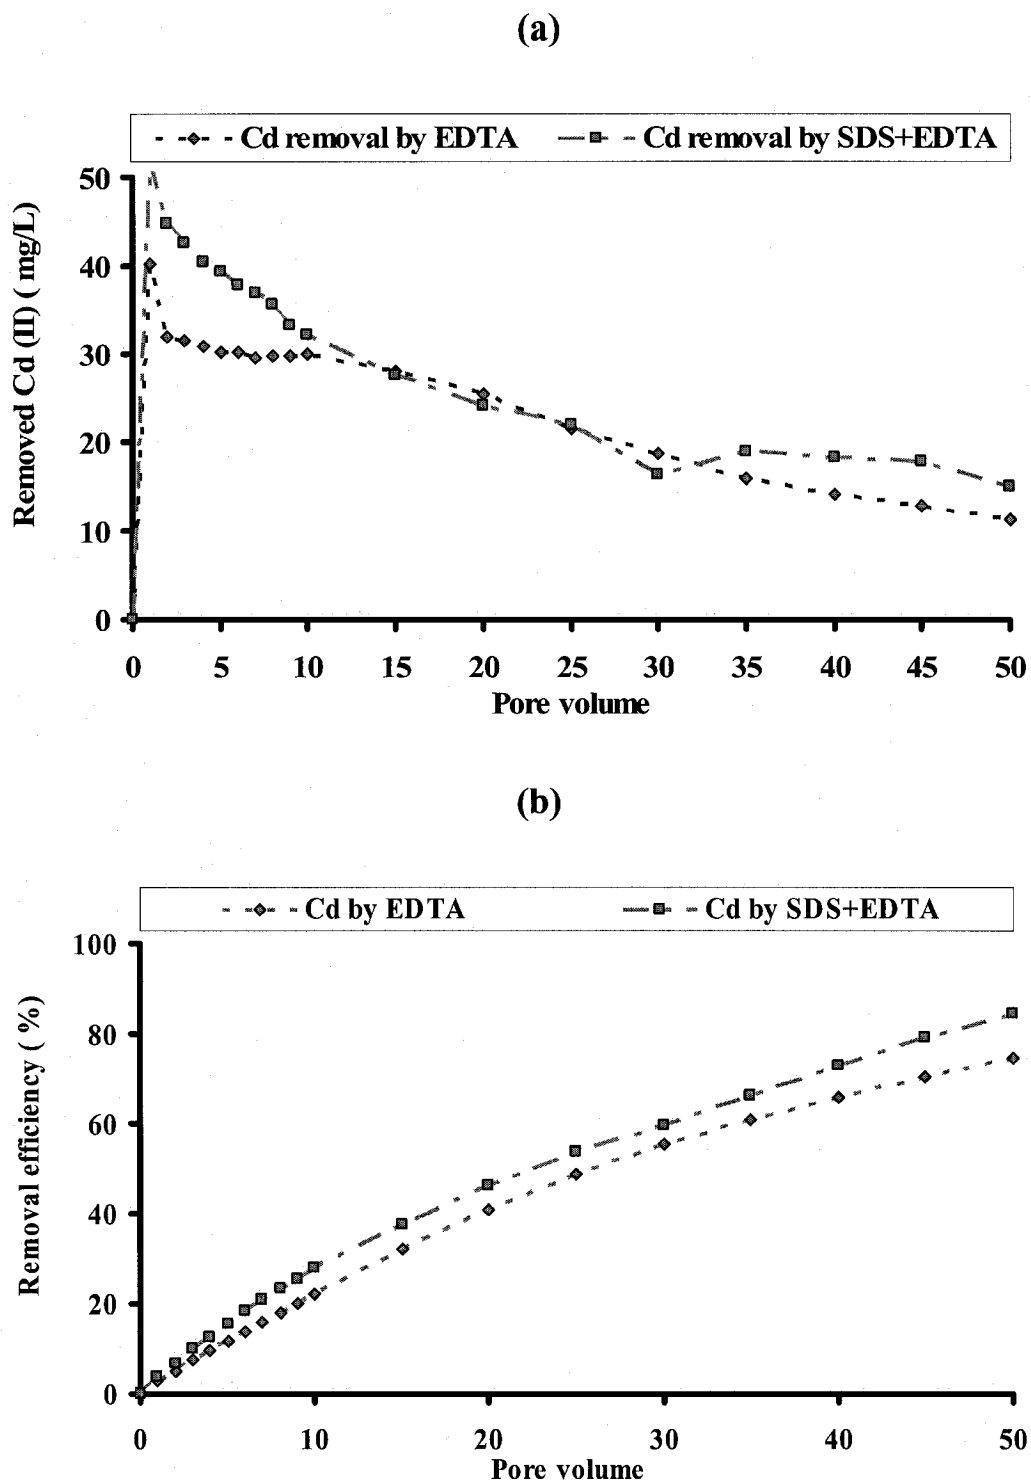 (a)
Cd removal by EDTA Cd removal by SDS+EDTA
Removed Cd (II) ( mg/L)
50
40
30
20
10
0
0 5 10 15 20 25 30 35 40 45 50
Pore volume
(b)
Cd by EDTA Cd by SDS+EDTA
Removal efficiency ( %)
100
80
60
40
20
0
0 10 20 30 40 50
Pore volume